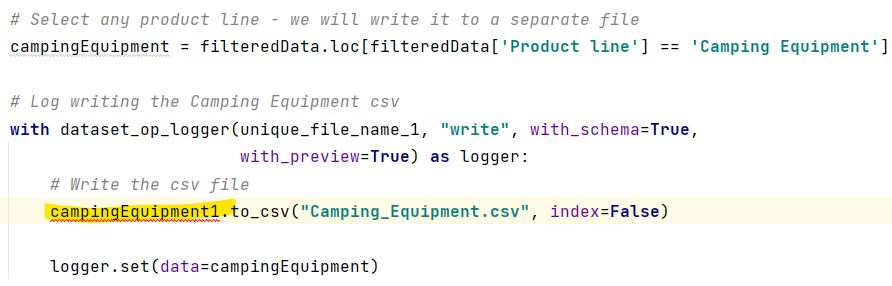 # Select any product line - we will write it to a separate file
campingEquipment = filteredData.loc[filteredData['Product line'] == 'Camping Equipment']
# Log writing the Camping Equipment csv
with dataset_op_logger(unique_file_name_1, "write", with_schema=True,
with_preview=True) as logger:
# Write the csv file
campingEquipment1.to_csv("Camping_Equipment.csv", index=False)
logger.set(data=campingEquipment)